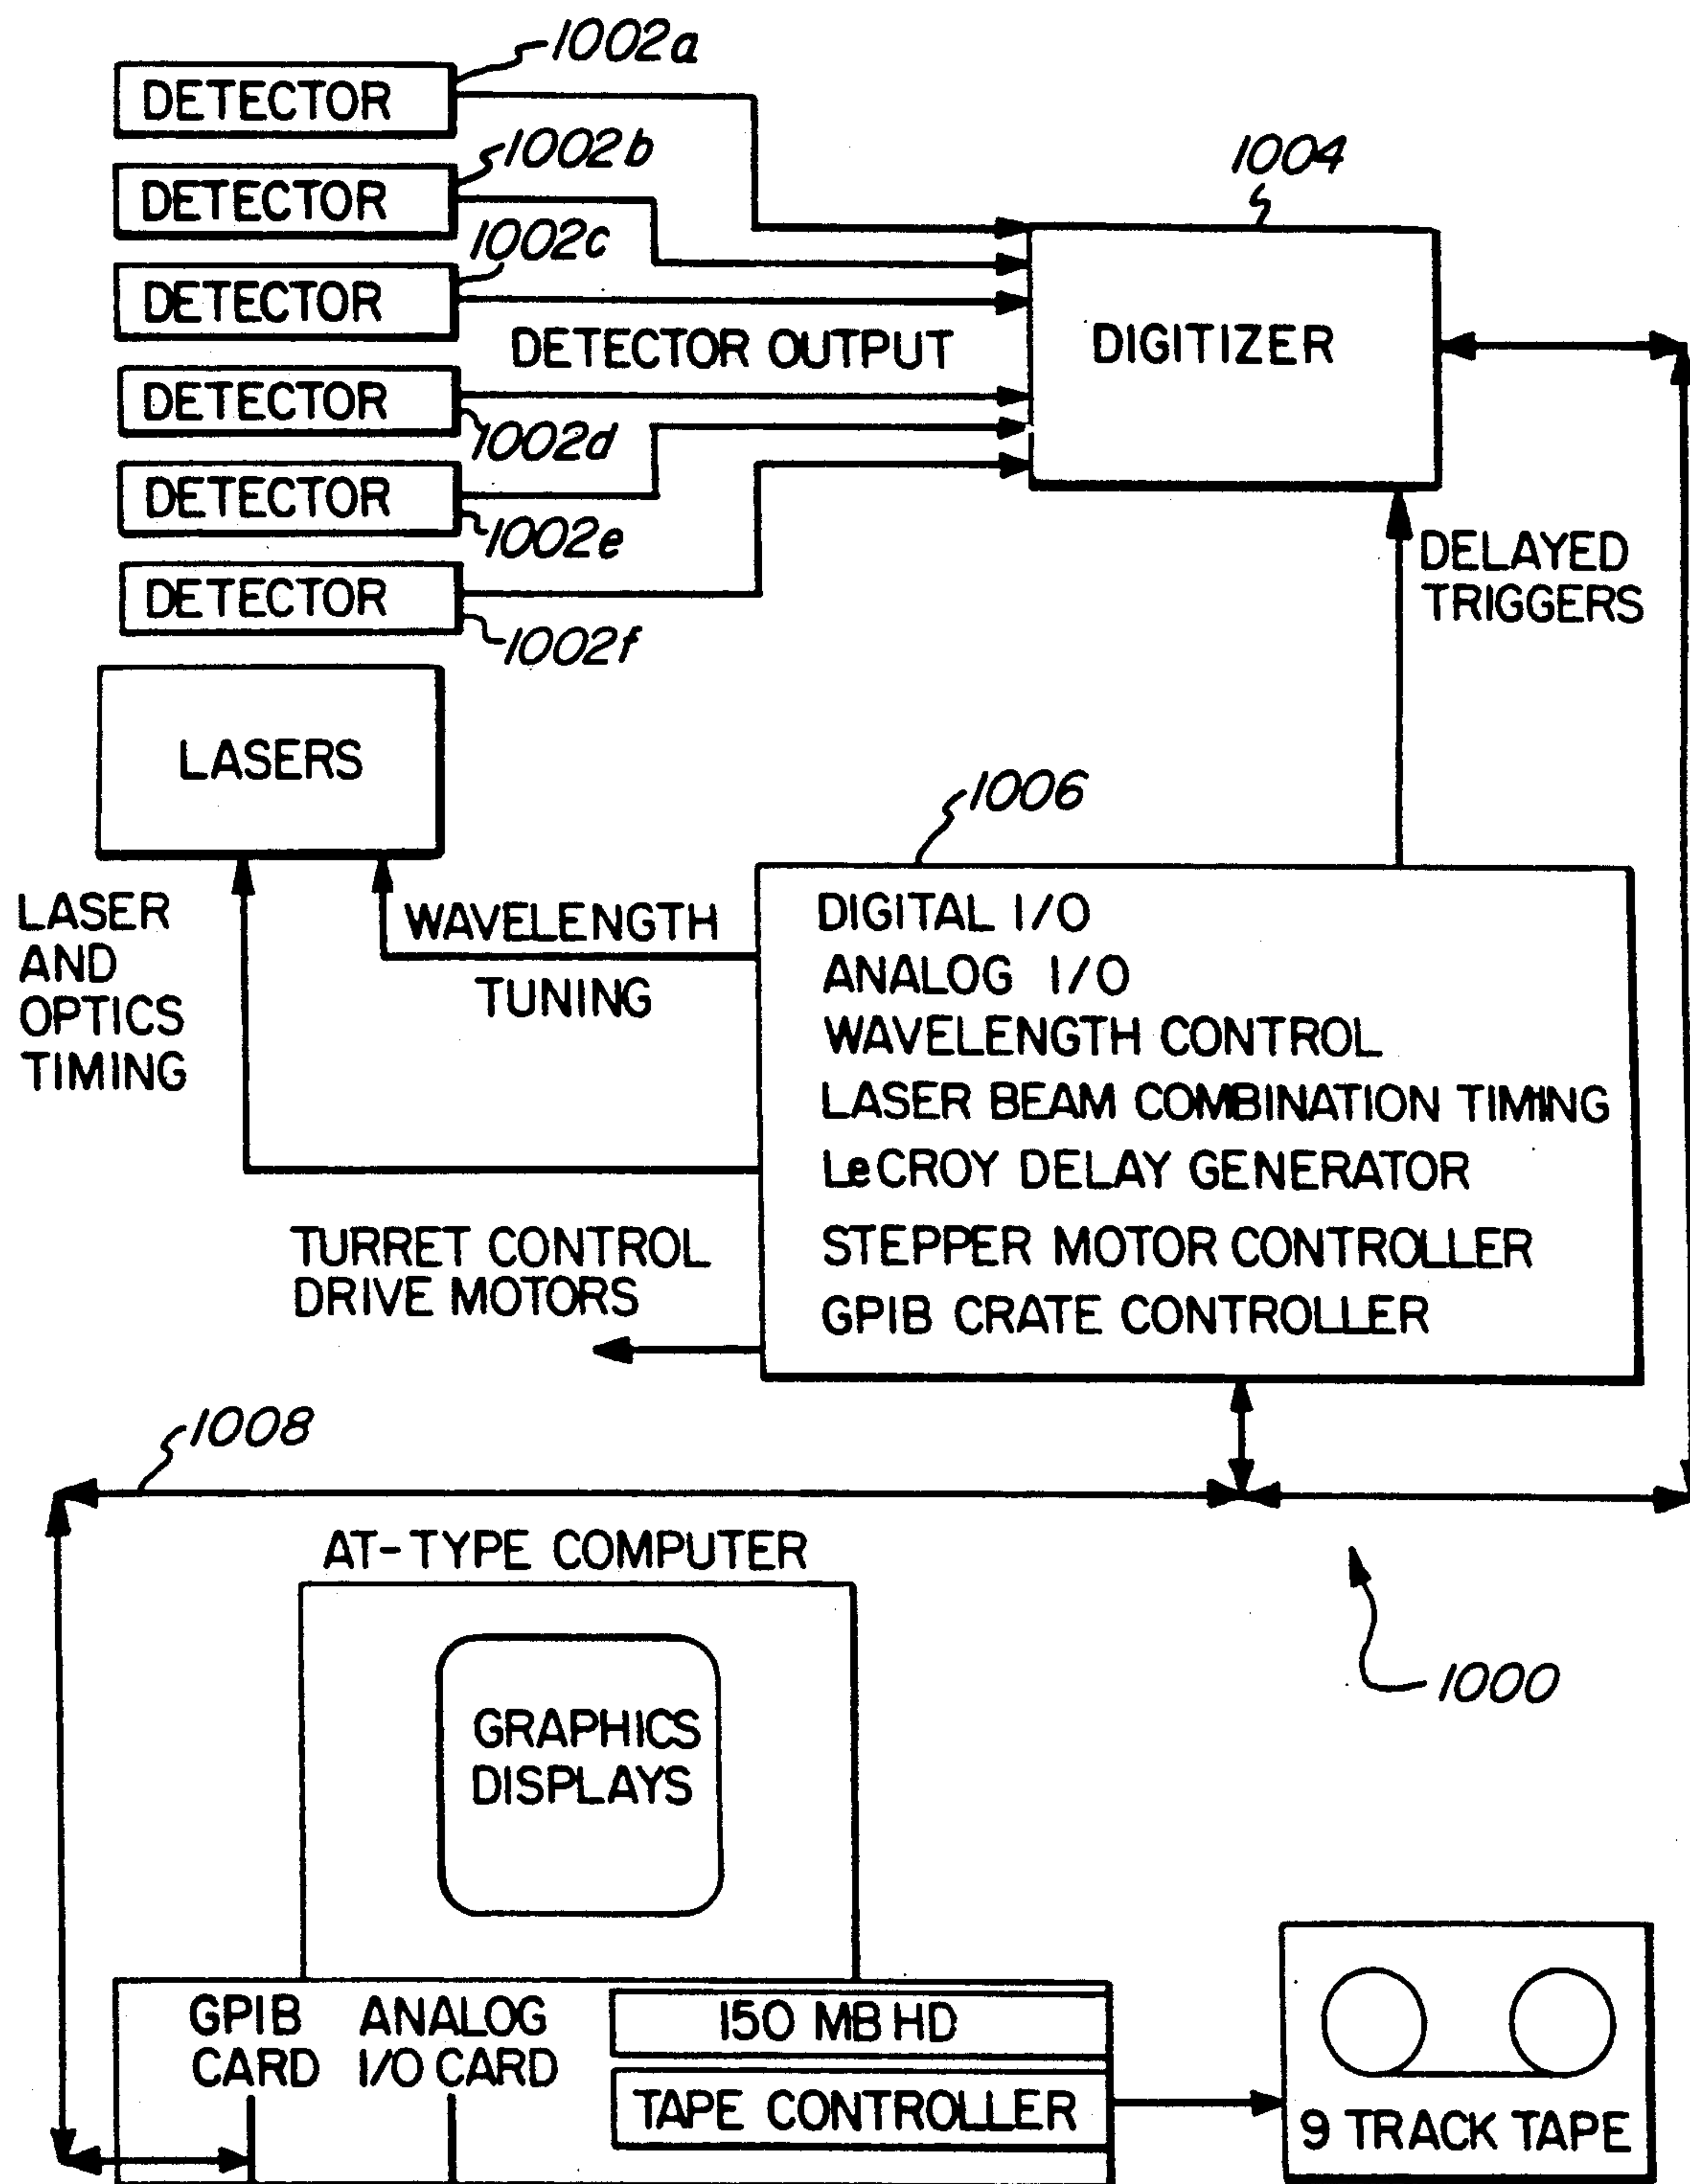 1002a
DETECTOR
1002b
DETECTOR
1002c
DETECTOR
DETECTOR OUTPUT
DETECTOR
1002d
DETECTOR
1002e
DETECTOR
1002f
1004
DIGITIZER
DELAYED
TRIGGERS
LASERS
1006
LASER
AND
OPTICS
TIMING
WAVELENGTH
TUNING
DIGITAL I/O
ANALOG I/O
WAVELENGTH CONTROL
LASER BEAM COMBINATION TIMING
LeCROY DELAY GENERATOR
STEPPER MOTOR CONTROLLER
GPIB CRATE CONTROLLER
TURRET CONTROL
DRIVE MOTORS
1008
AT-TYPE COMPUTER
1000
GRAPHICS
DISPLAYS
GPIB
CARD
ANALOG
I/O CARD
150 MB HD
TAPE CONTROLLER
9 TRACK TAPE